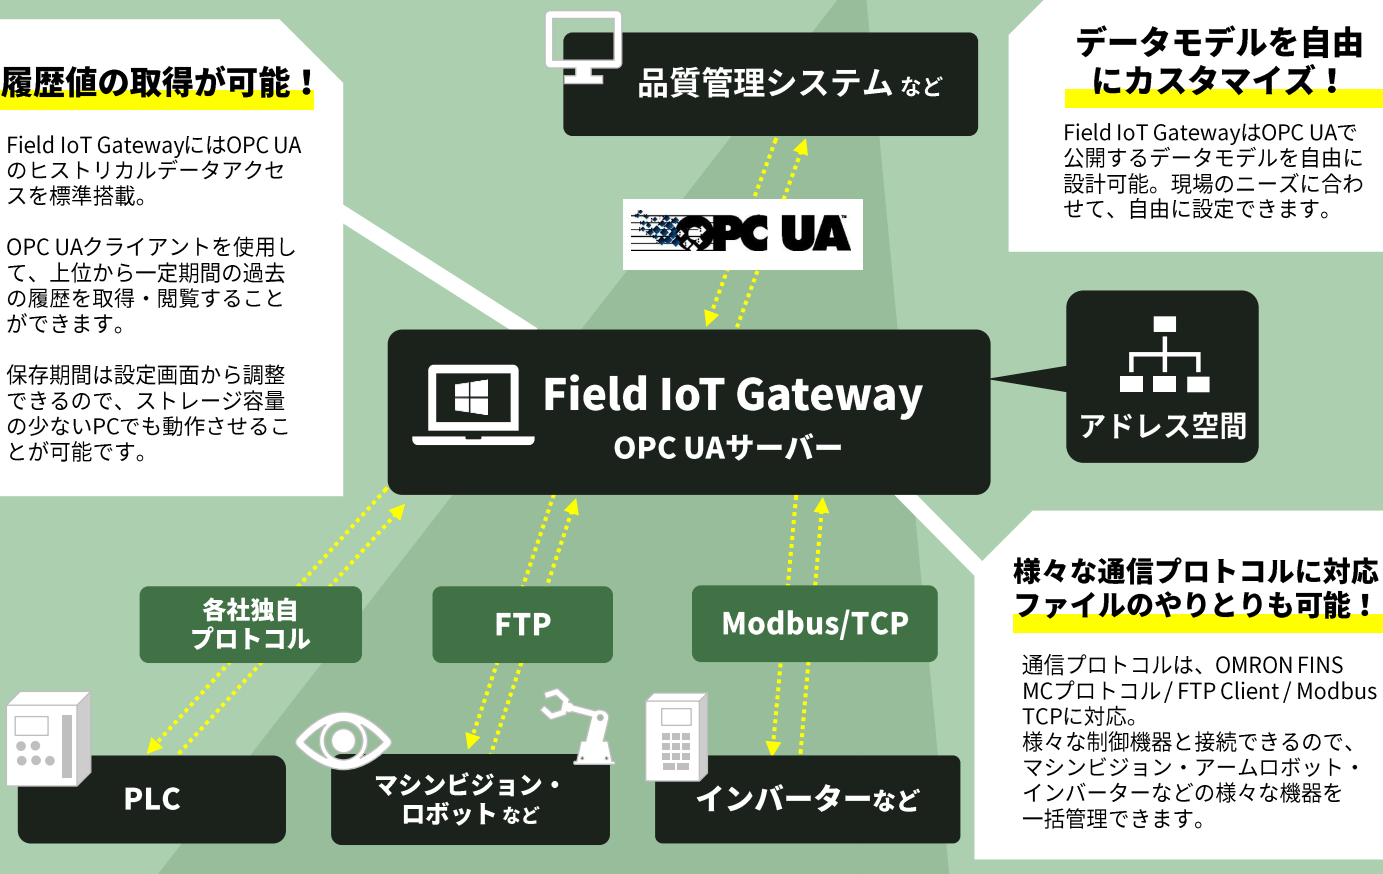 履歴値の取得が可能！
Field IoT GatewayにはOPC UA
のヒストリカルデータアクセ
スを標準搭載。
OPC UAクライアントを使用し
て、上位から一定期間の過去
の履歴を取得・閲覧すること
ができます。
保存期間は設定画面から調整
できるので、ストレージ容量
の少ないPCでも動作させるこ
とが可能です。
品質管理システム など
OPC UA
データモデルを自由
にカスタマイズ！
Field IoT GatewayはOPC UAで
公開するデータモデルを自由に
設計可能。現場のニーズに合わ
せて、自由に設定できます。
Field IoT Gateway
OPC UAサーバー
アドレス空間
各社独自
プロトコル
FTP
Modbus/TCP
PLC
マシンビジョン・
ロボット など
インバーターなど
様々な通信プロトコルに対応
ファイルのやりとりも可能！
通信プロトコルは、OMRON FINS
MCプロトコル / FTP Client / Modbus
TCPに対応。
様々な制御機器と接続できるので、
マシンビジョン・アームロボット・
インバーターなどの様々な機器を
一括管理できます。